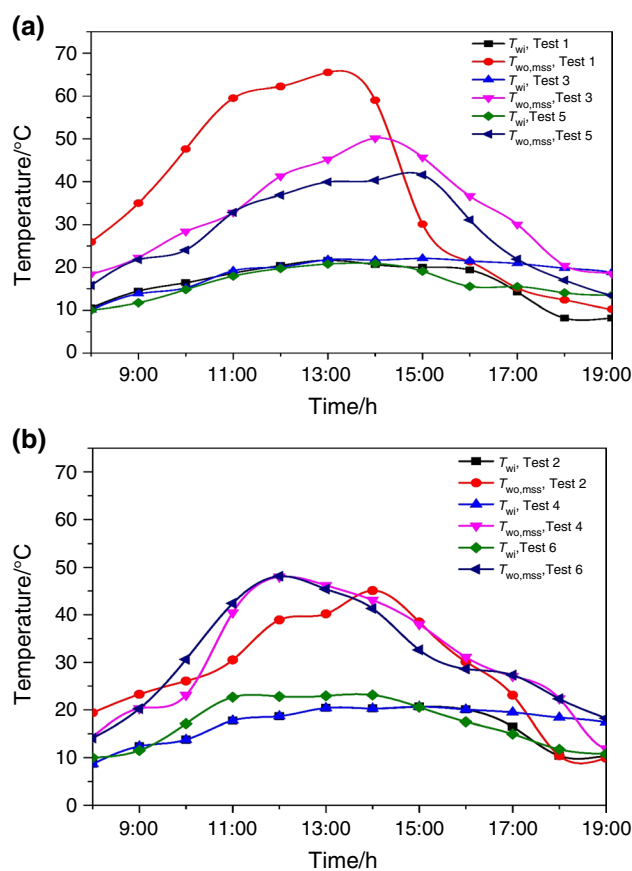 (a)
70
60
50
40
30
20
10
0
Temperature/°C
9:00 11:00 13:00 15:00 17:00 19:00
Time/h
Twi, Test 1
Two,mss, Test 1
Twi, Test 3
Two,mss, Test 3
Twi,Test 5
Two,mss,Test 5
(b)
70
60
50
40
30
20
10
0
Temperature/°C
9:00 11:00 13:00 15:00 17:00 19:00
Time/h
Twi, Test 2
Two,mss, Test 2
Twi, Test 4
Two,mss, Test 4
Twi,Test 6
Two,mss,Test 6